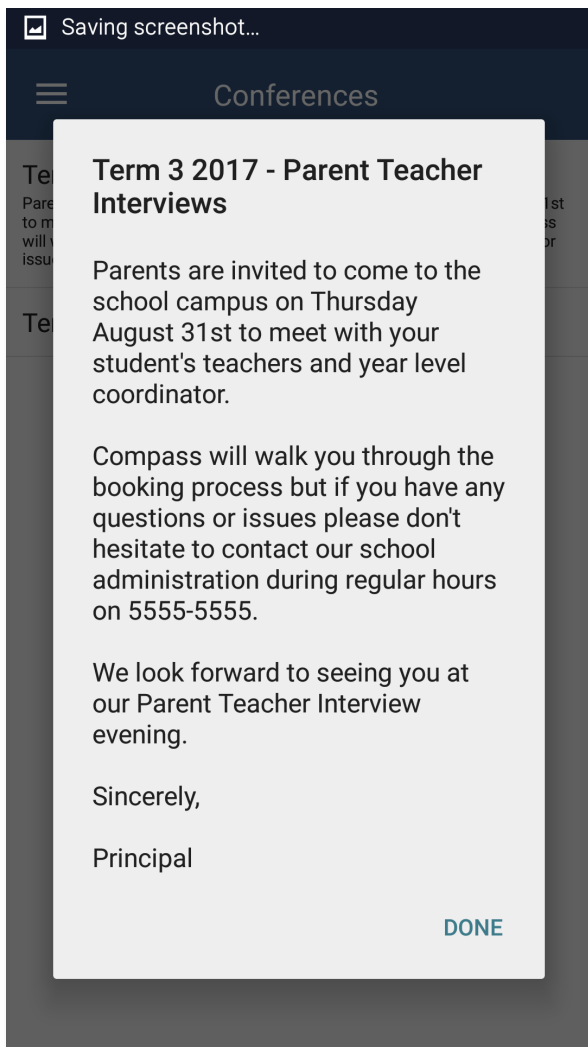 Saving screenshot...
Conferences
Term 3 2017 - Parent Teacher
Interviews
Parents are invited to come to the
school campus on Thursday
August 31st to meet with your
student's teachers and year level
coordinator.
Compass will walk you through the
booking process but if you have any
questions or issues please don't
hesitate to contact our school
administration during regular hours
on 5555-5555.
We look forward to seeing you at
our Parent Teacher Interview
evening.
Sincerely,
Principal
DONE